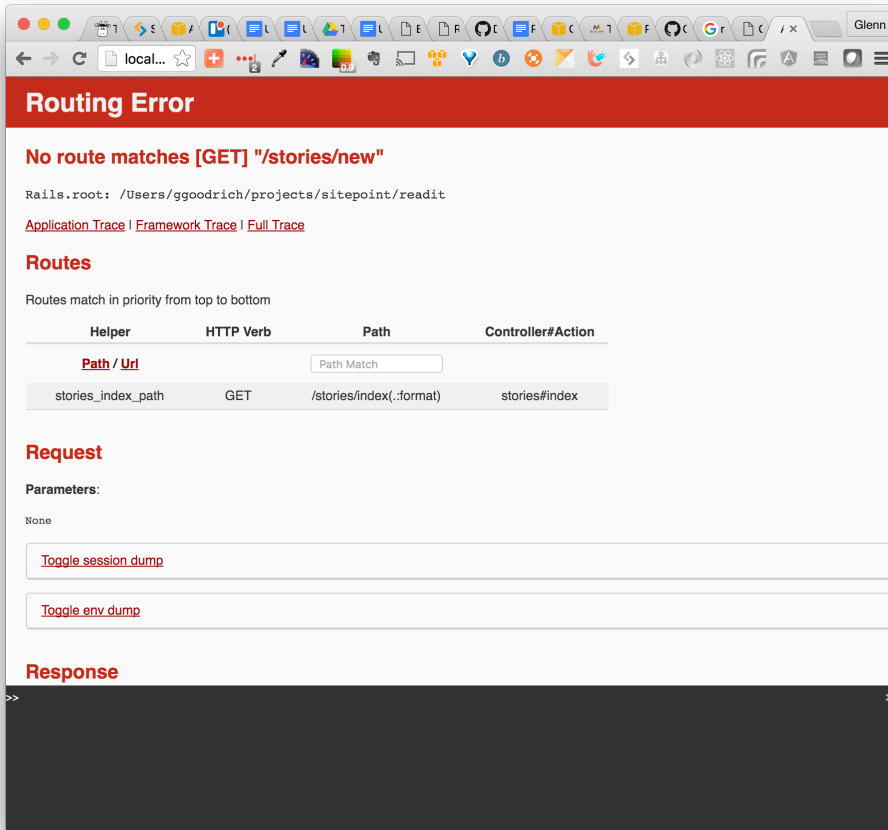 Glenn
local...
2
0.9
Routing Error
No route matches [GET] "/stories/new"
Rails.root: /Users/ggoodrich/projects/sitepoint/readit
Application Trace | Framework Trace | Full Trace
Routes
Routes match in priority from top to bottom
Helper HTTP Verb Path Controller#Action
Path / Url Path Match
stories_index_path GET /stories/index(.:format) stories#index
Request
Parameters:
None
Toggle session dump
Toggle env dump
Response
>>